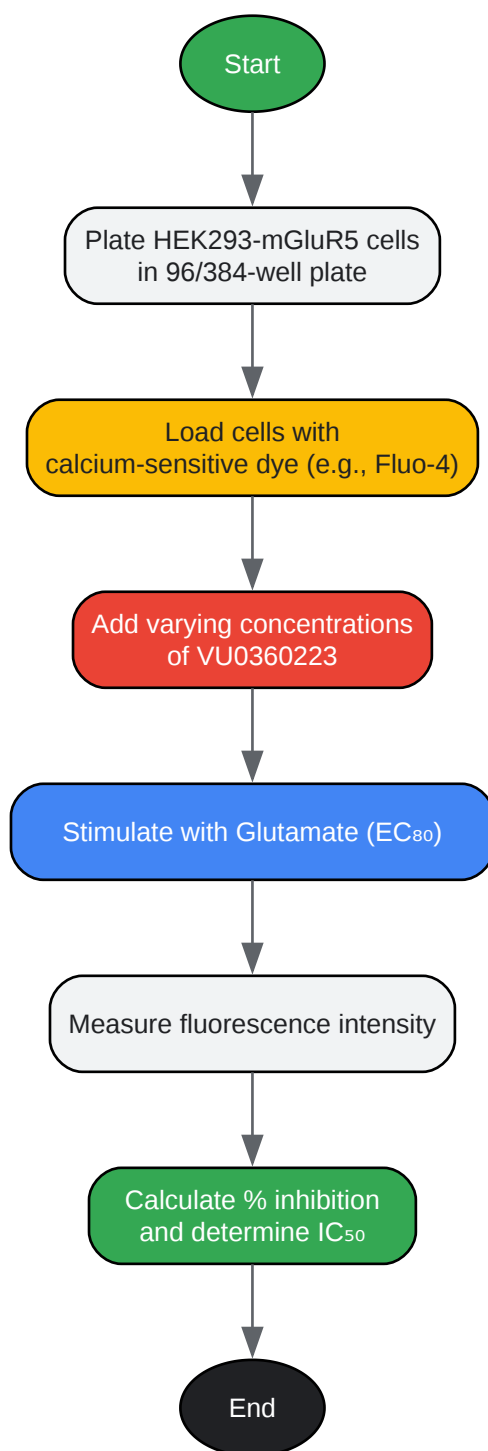 Start
Plate HEK293-mGluR5 cells
in 96/384-well plate
Load cells with
calcium-sensitive dye (e.g., Fluo-4)
Add varying concentrations
of VU0360223
Stimulate with Glutamate (EC₈₀)
Measure fluorescence intensity
Calculate % inhibition
and determine IC₅₀
End